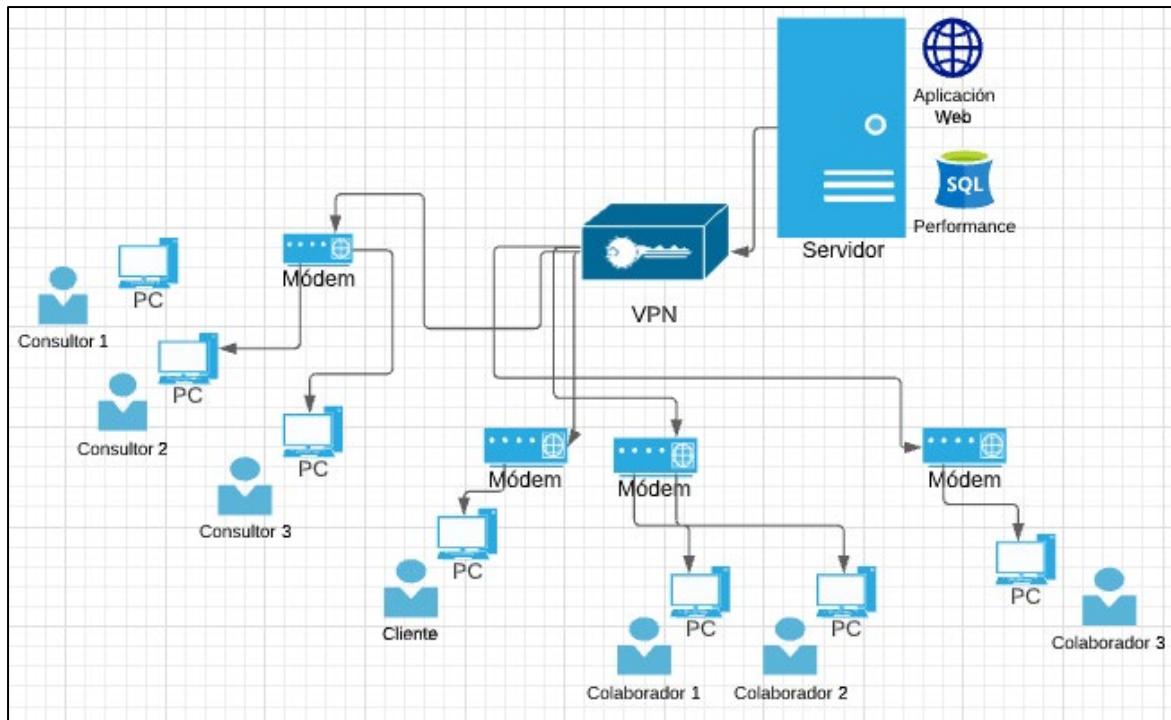 Aplicación
Web
SQL
Performance
Servidor
VPN
Módem
PC
Consultor 1
PC
Consultor 2
PC
Consultor 3
Módem
PC
Cliente
Módem
PC
Colaborador 1
PC
Colaborador 2
Módem
PC
Colaborador 3